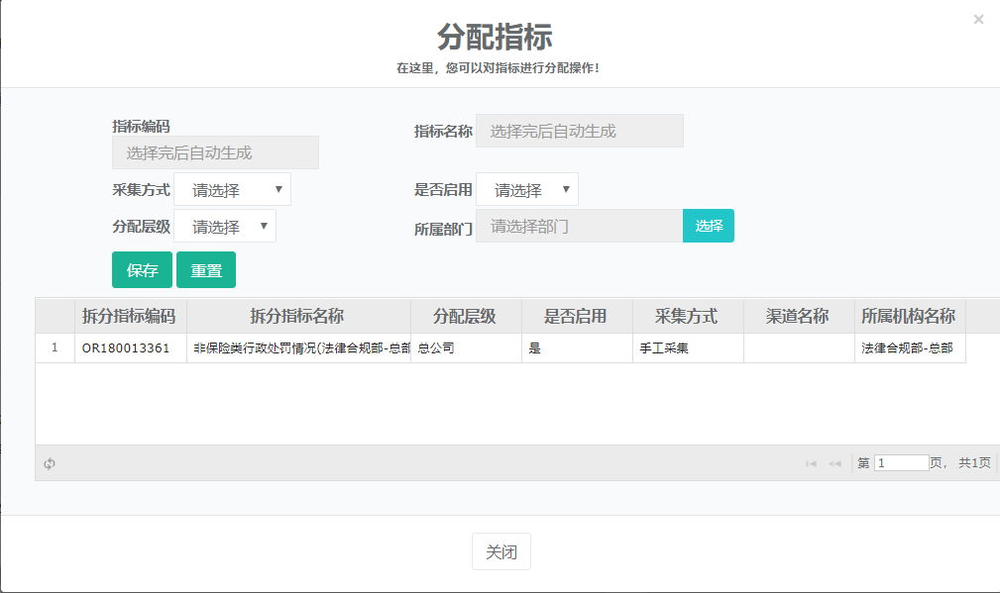 ×
分配指标
在这里，您可以对指标进行分配操作！
指标编码
选择完后自动生成
指标名称 选择完后自动生成
采集方式 请选择
是否启用 请选择
分配层级 请选择
所属部门 请选择部门 选择
保存 重置
拆分指标编码 拆分指标名称 分配层级 是否启用 采集方式 渠道名称 所属机构名称
1 OR180013361 非保险类行政处罚情况(法律合规部-总部 总公司 是 手工采集 法律合规部-总部
第 1 页， 共1页
关闭